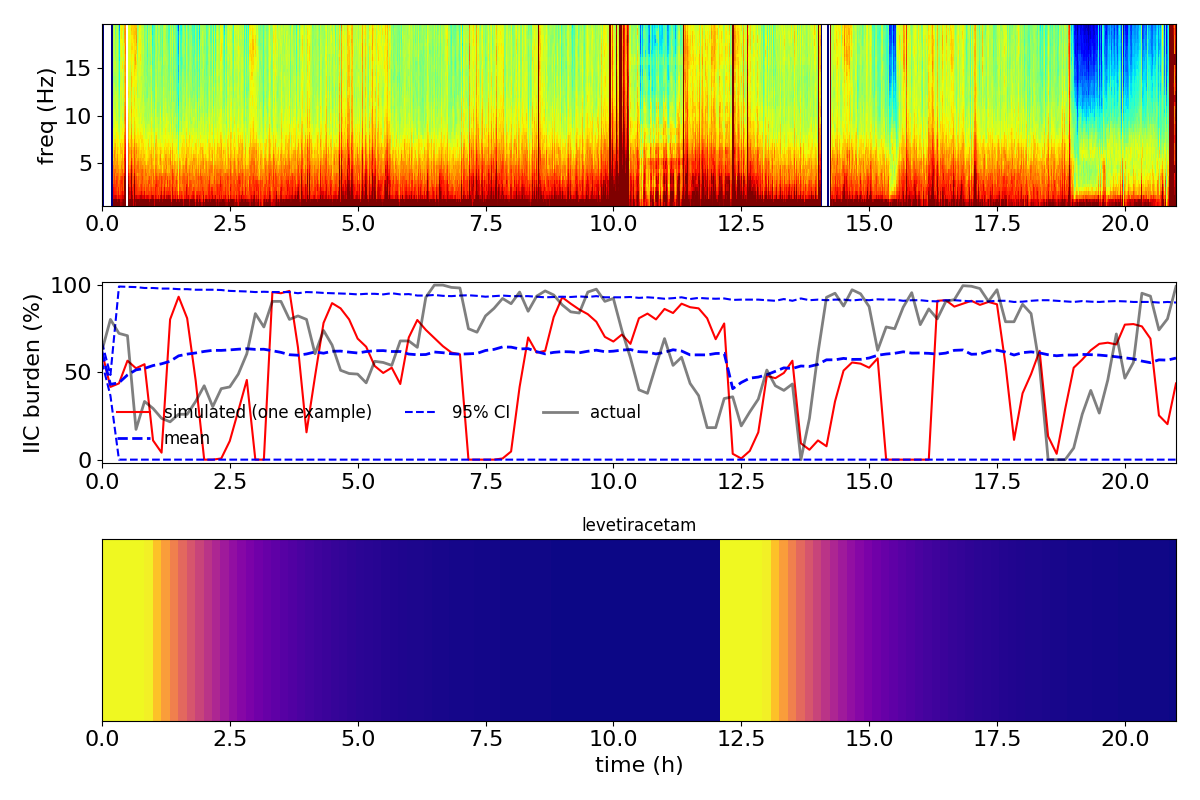 freq (Hz)
15
10
5
0.0 2.5 5.0 7.5 10.0 12.5 15.0 17.5 20.0
IIC burden (%)
100
50
0
simulated (one example) 95% CI actual
mean
0.0 2.5 5.0 7.5 10.0 12.5 15.0 17.5 20.0
levetiracetam
0.0 2.5 5.0 7.5 10.0 12.5 15.0 17.5 20.0
time (h)